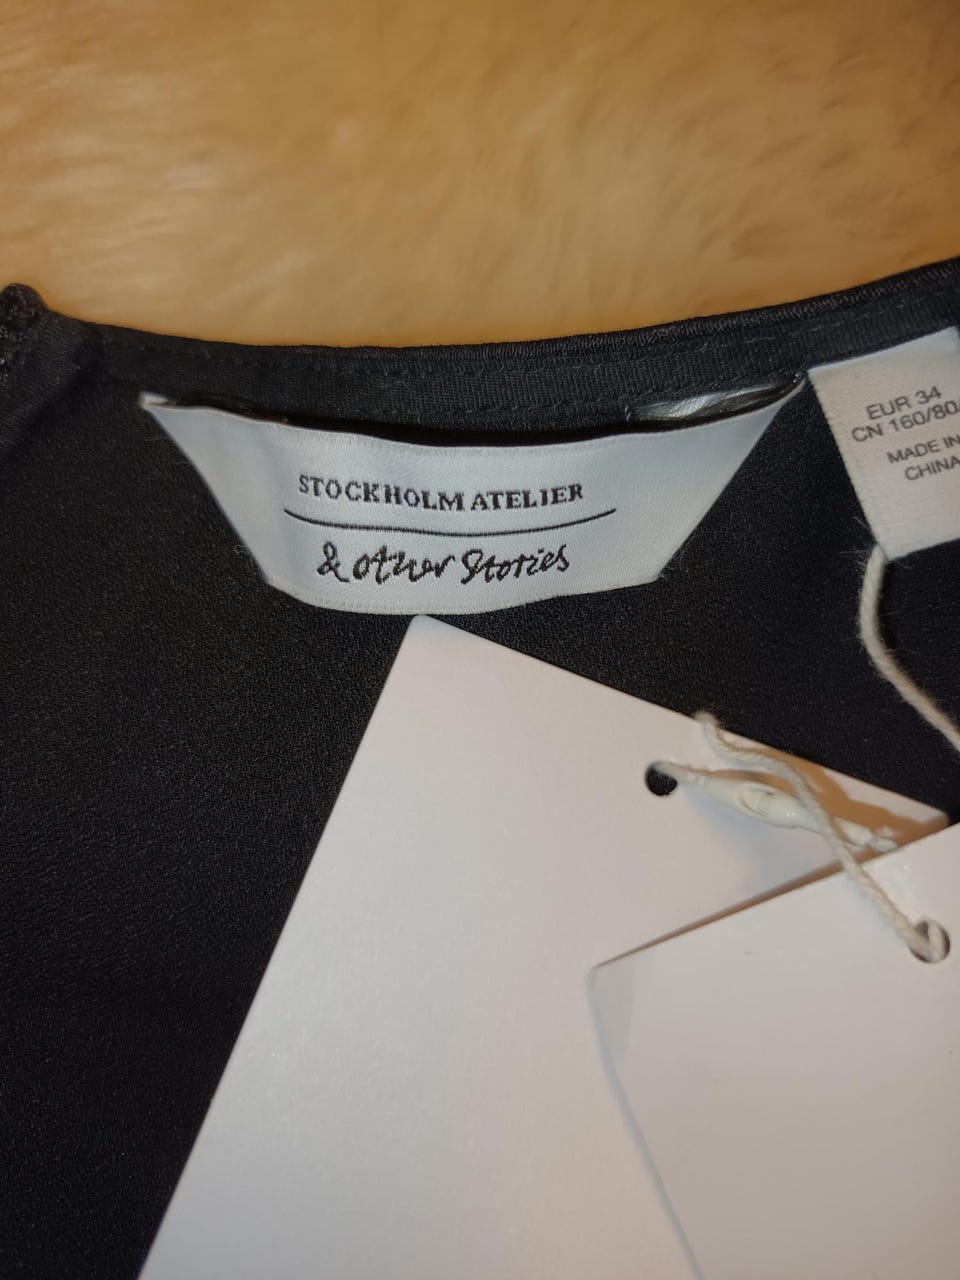 STOCKHOLM ATELIER
& other Stories
EUR 34
CN 160/80
MADE IN
CHINA